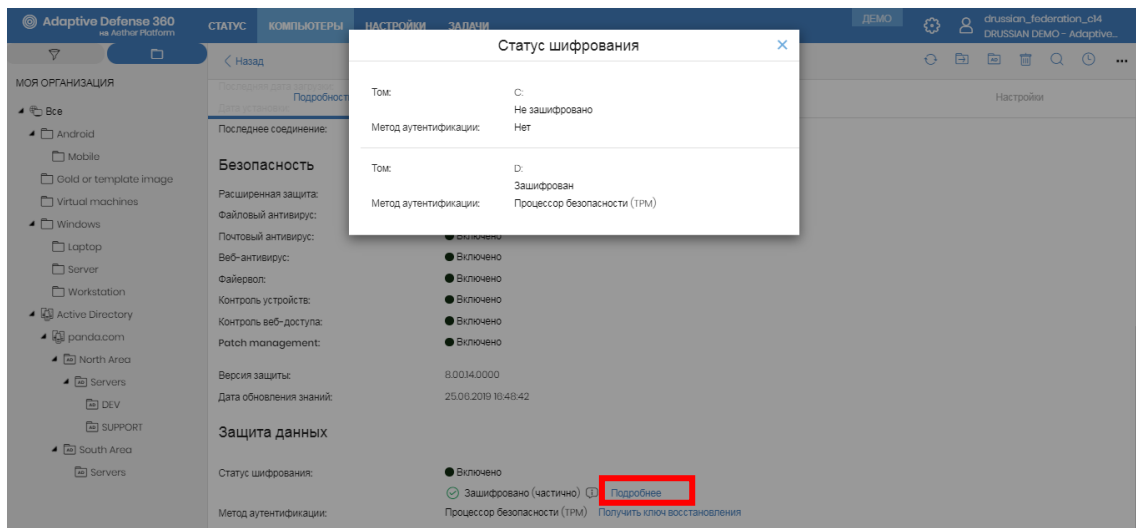 Adaptive Defense 360
на Aether Platform
СТАТУС
КОМПЬЮТЕРЫ
НАСТРОЙКИ
ЗАДАЧИ
ДЕМО
drussian_federation_c14
DRUSSIAN DEMO - Adaptive...
МОЯ ОРГАНИЗАЦИЯ
Все
Android
Mobile
Gold or template image
Virtual machines
Windows
Laptop
Server
Workstation
Active Directory
panda.com
North Area
Servers
DEV
SUPPORT
South Area
Servers
Назад
Последняя дата загрузки:
Дата установки:
Настройки
Последнее соединение:
Безопасность
Расширенная защита:
Файловый антивирус:
Почтовый антивирус: Включено
Веб-антивирус: Включено
Файервол: Включено
Контроль устройств: Включено
Контроль веб-доступа: Включено
Patch management: Включено
Версия защиты: 8.00.14.0000
Дата обновления знаний: 25.06.2019 16:48:42
Защита данных
Статус шифрования: Включено
Зашифровано (частично) Подробнее
Метод аутентификации: Процессор безопасности (TPM) Получить ключ восстановления
Статус шифрования
Том: C:
Не зашифровано
Метод аутентификации: Нет
Том: D:
Зашифрован
Метод аутентификации: Процессор безопасности (TPM)